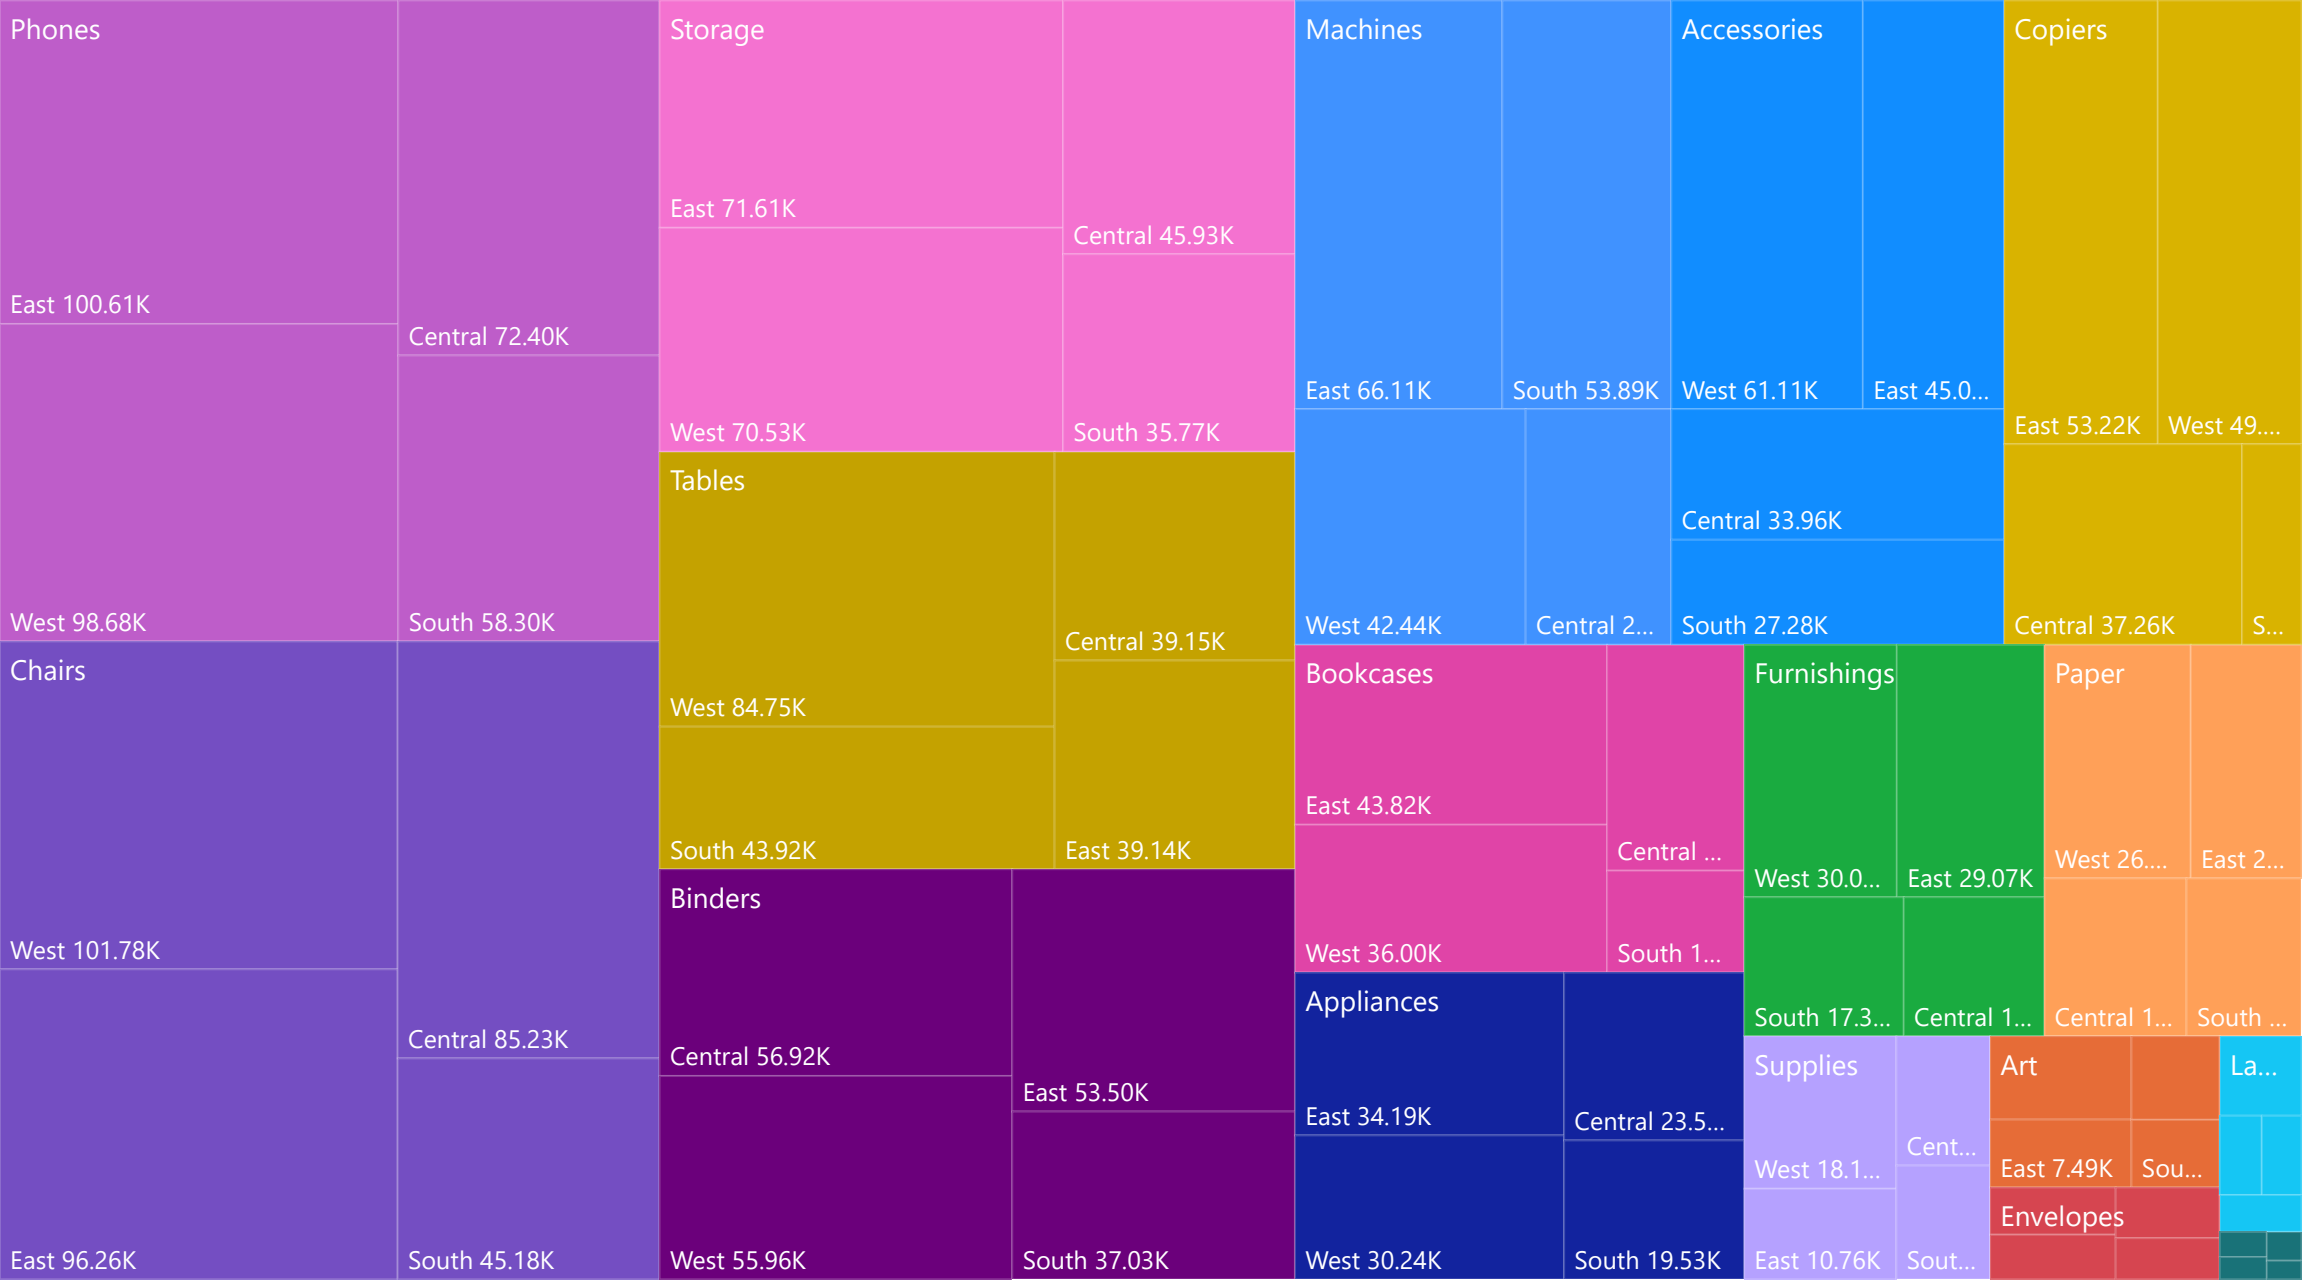 Phones
East 100.61K
Central 72.40K
West 98.68K
South 58.30K
Chairs
West 101.78K
Central 85.23K
East 96.26K
South 45.18K
Storage
East 71.61K
Central 45.93K
West 70.53K
South 35.77K
Tables
West 84.75K
Central 39.15K
South 43.92K
East 39.14K
Binders
Central 56.92K
East 53.50K
West 55.96K
South 37.03K
Machines
East 66.11K
South 53.89K
West 42.44K
Central 2...
Accessories
West 61.11K
East 45.0...
Central 33.96K
South 27.28K
Copiers
East 53.22K
West 49....
Central 37.26K
S...
Bookcases
East 43.82K
Central ...
West 36.00K
South 1...
Furnishings
West 30.0...
East 29.07K
South 17.3...
Central 1...
Paper
West 26....
East 2...
Central 1...
South ...
Appliances
East 34.19K
Central 23.5...
West 30.24K
South 19.53K
Supplies
West 18.1...
Cent...
East 10.76K
Sout...
Art
East 7.49K
Sou...
Envelopes
La...